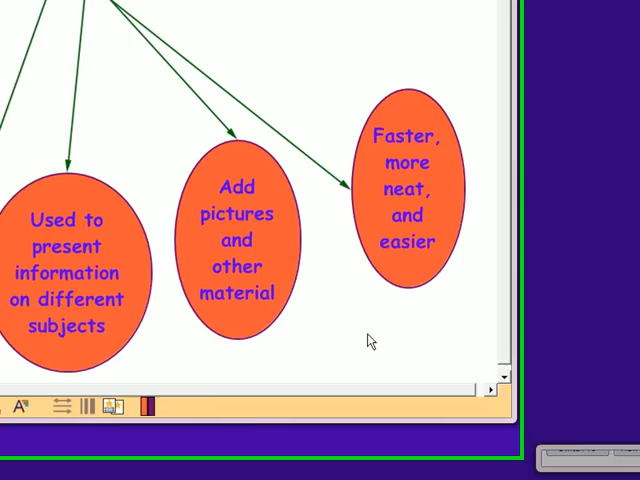 Used to
present
information
on different
subjects
Add
pictures
and
other
material
Faster,
more
neat,
and
easier